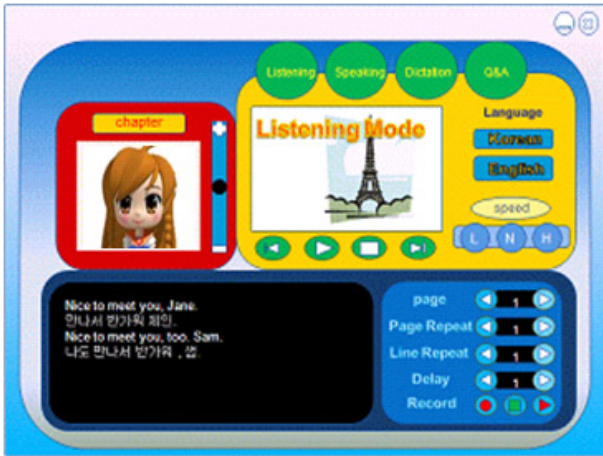 Listening
Speaking
Dictation
Q&A
chapter
Listening Mode
Language
Korean
English
speed
L N H
Nice to meet you, Jane.
만나서 반가워 제인.
Nice to meet you, too. Sam.
나도 만나서 반가워 , 샘.
page 1
Page Repeat 1
Line Repeat 1
Delay 1
Record